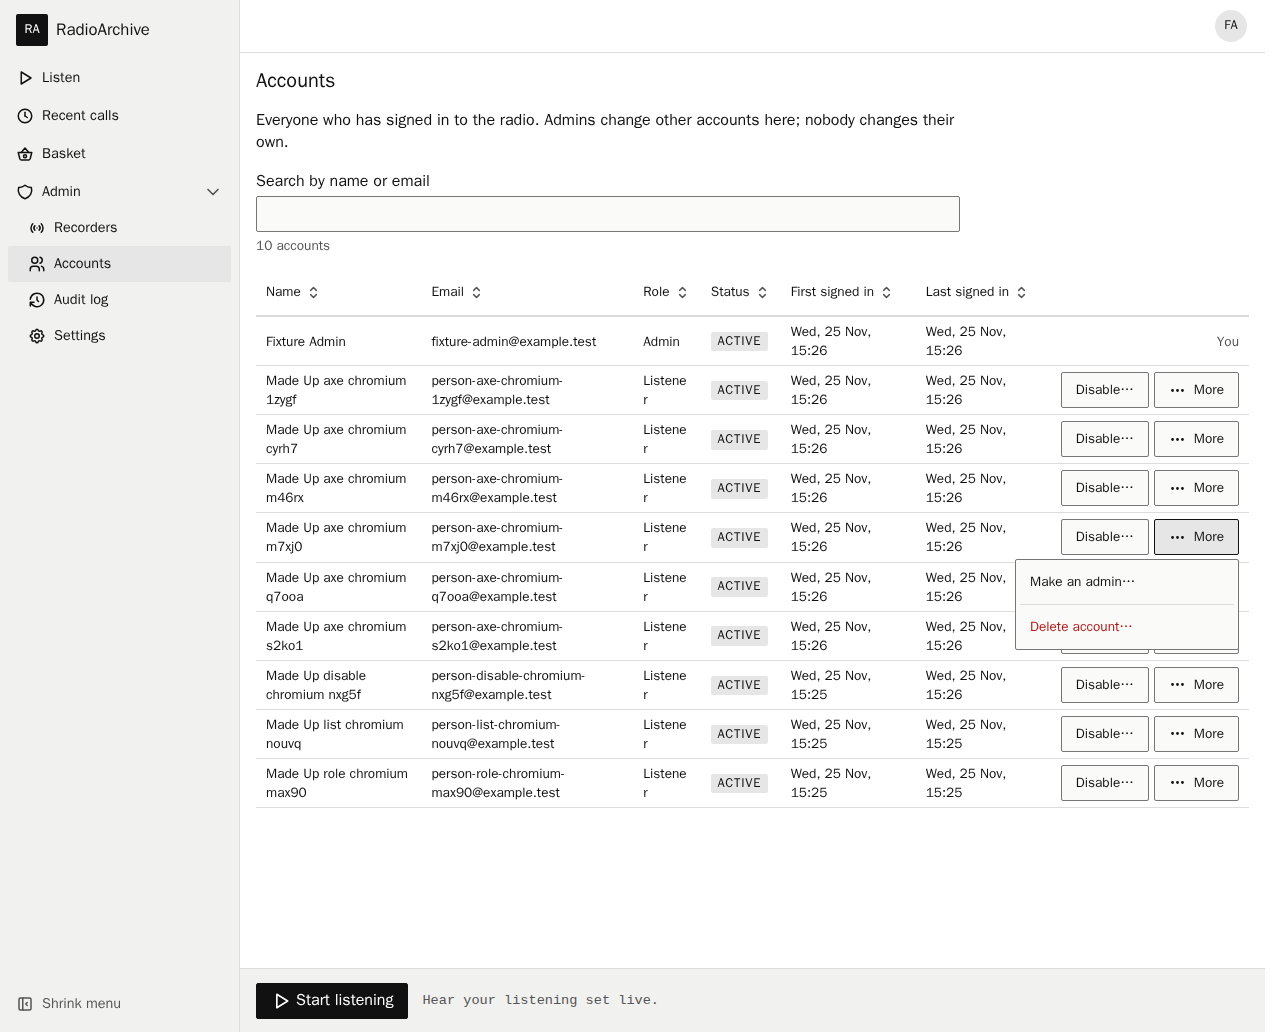 RA RadioArchive
FA
Listen
Recent calls
Basket
Admin
Recorders
Accounts
Audit log
Settings
Shrink menu
Accounts
Everyone who has signed in to the radio. Admins change other accounts here; nobody changes their
own.
Search by name or email
10 accounts
Name Email Role Status First signed in Last signed in
Fixture Admin fixture-admin@example.test Admin ACTIVE Wed, 25 Nov, Wed, 25 Nov, You
15:26 15:26
Made Up axe chromium person-axe-chromium- Listene ACTIVE Wed, 25 Nov, Wed, 25 Nov, Disable… ••• More
1zygf 1zygf@example.test r 15:26 15:26
Made Up axe chromium person-axe-chromium- Listene ACTIVE Wed, 25 Nov, Wed, 25 Nov, Disable… ••• More
cyrh7 cyrh7@example.test r 15:26 15:26
Made Up axe chromium person-axe-chromium- Listene ACTIVE Wed, 25 Nov, Wed, 25 Nov, Disable… ••• More
m46rx m46rx@example.test r 15:26 15:26
Made Up axe chromium person-axe-chromium- Listene ACTIVE Wed, 25 Nov, Wed, 25 Nov, Disable… ••• More
m7xj0 m7xj0@example.test r 15:26 15:26
Made Up axe chromium person-axe-chromium- Listene ACTIVE Wed, 25 Nov, Wed, 25 Nov, Make an admin…
q7ooa q7ooa@example.test r 15:26 15:26
Made Up axe chromium person-axe-chromium- Listene ACTIVE Wed, 25 Nov, Wed, 25 Nov, Delete account…
s2ko1 s2ko1@example.test r 15:26 15:26
Made Up disable person-disable-chromium- Listene ACTIVE Wed, 25 Nov, Wed, 25 Nov, Disable… ••• More
chromium nxg5f nxg5f@example.test r 15:25 15:26
Made Up list chromium person-list-chromium- Listene ACTIVE Wed, 25 Nov, Wed, 25 Nov, Disable… ••• More
nouvq nouvq@example.test r 15:25 15:25
Made Up role chromium person-role-chromium- Listene ACTIVE Wed, 25 Nov, Wed, 25 Nov, Disable… ••• More
max90 max90@example.test r 15:25 15:25
Start listening Hear your listening set live.